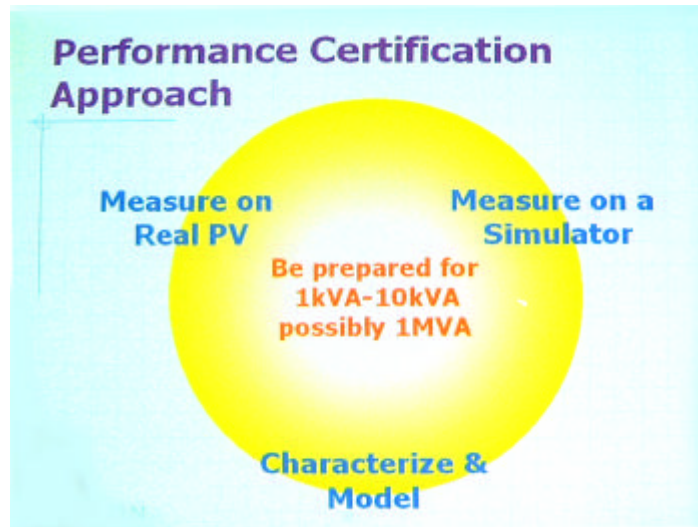 Performance Certification
Approach
Measure on
Real PV
Measure on a
Simulator
Be prepared for
1kVA-10kVA
possibly 1MVA
Characterize &
Model